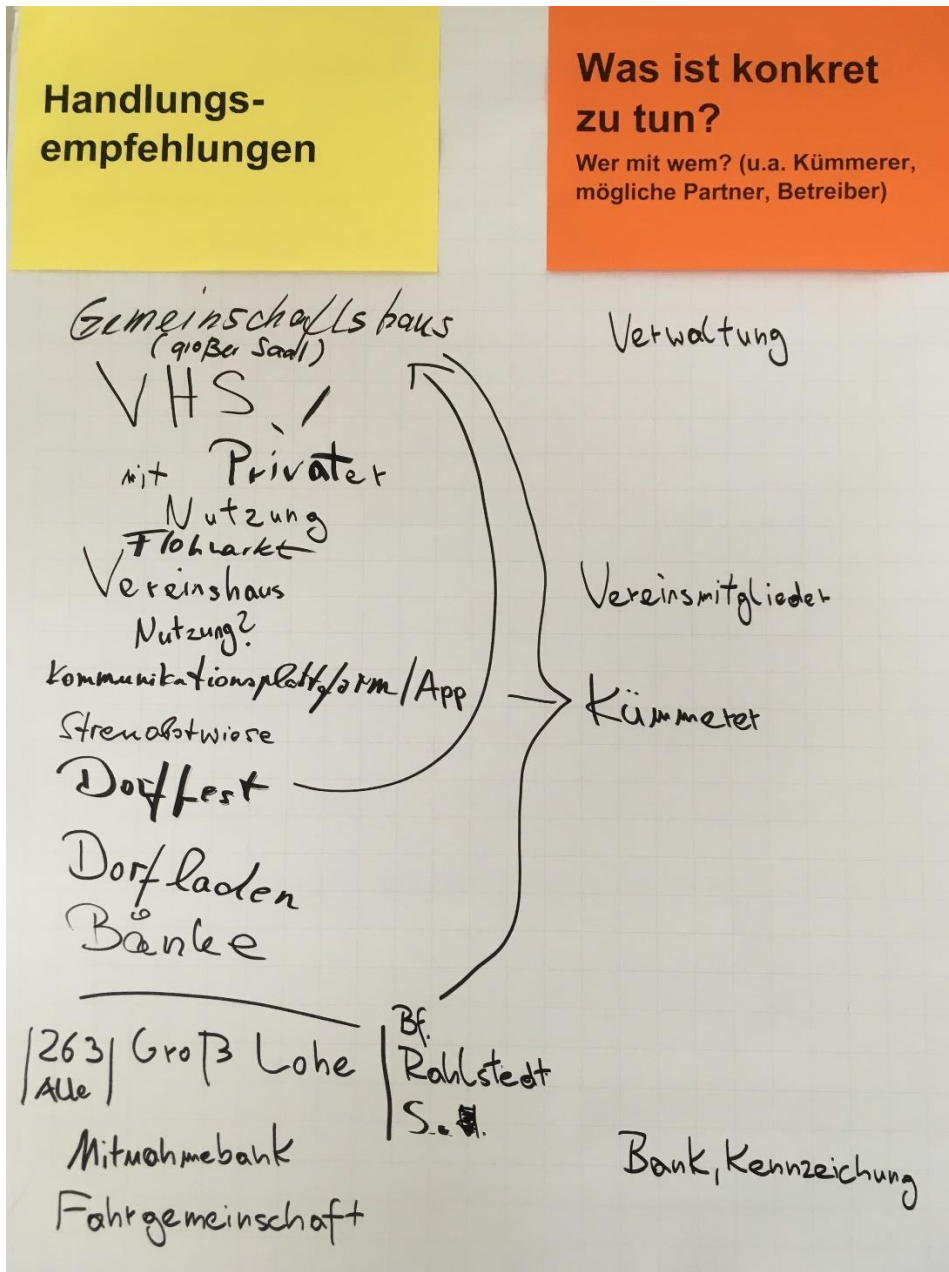 Handlungs-
empfehlungen
Was ist konkret
zu tun?
Wer mit wem? (u.a. Kümmerer,
mögliche Partner, Betreiber)
Gemeinschaftshaus
(großer Saal)
VHS /
mit Privater
Nutzung
Flohmarkt
Vereinshaus
Nutzung?
Kommunikationsplattform/App
Streuobstwiese
Dorffest
Dorfladen
Bänke
Verwaltung
Vereinsmitglieder
Kümmerer
|263| Groß Lohe
Alle
Bf.
Rahlstedt
Mitnahmebank
Fahrgemeinschaft
Bank, Kennzeichung